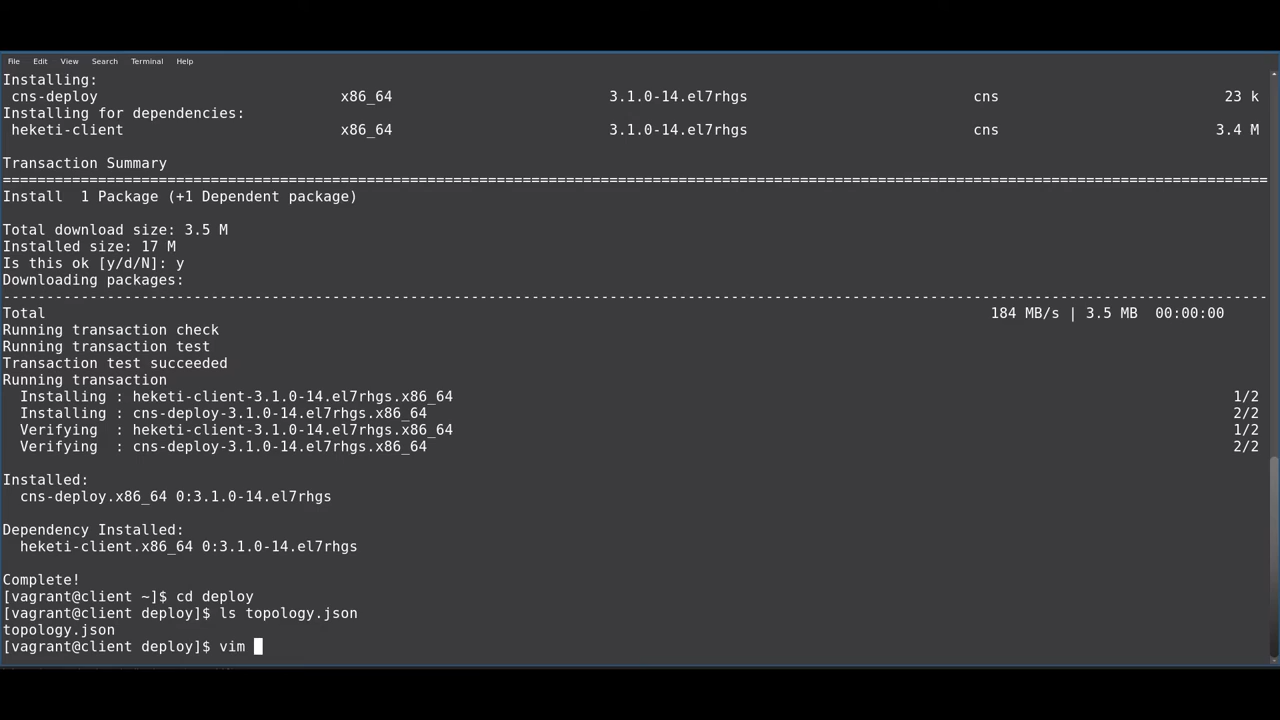 File Edit View Search Terminal Help
Installing:
cns-deploy x86_64 3.1.0-14.el7rhgs cns 23 k
Installing for dependencies:
heketi-client x86_64 3.1.0-14.el7rhgs cns 3.4 M
Transaction Summary
================================================================================================================================================
Install  1 Package (+1 Dependent package)
Total download size: 3.5 M
Installed size: 17 M
Is this ok [y/d/N]: y
Downloading packages:
------------------------------------------------------------------------------------------------------------------------------------------------
Total 184 MB/s | 3.5 MB  00:00:00
Running transaction check
Running transaction test
Transaction test succeeded
Running transaction
Installing : heketi-client-3.1.0-14.el7rhgs.x86_64 1/2
Installing : cns-deploy-3.1.0-14.el7rhgs.x86_64 2/2
Verifying  : heketi-client-3.1.0-14.el7rhgs.x86_64 1/2
Verifying  : cns-deploy-3.1.0-14.el7rhgs.x86_64 2/2
Installed:
cns-deploy.x86_64 0:3.1.0-14.el7rhgs
Dependency Installed:
heketi-client.x86_64 0:3.1.0-14.el7rhgs
Complete!
[vagrant@client ~]$ cd deploy
[vagrant@client deploy]$ ls topology.json
topology.json
[vagrant@client deploy]$ vim